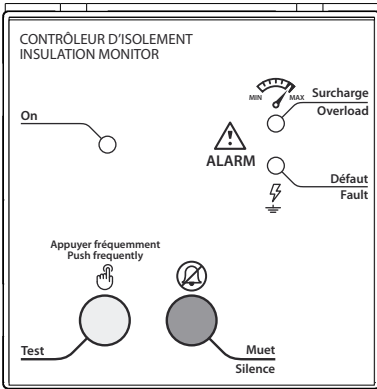 CONTRÔLEUR D'ISOLEMENT
INSULATION MONITOR
MIN MAX
Surcharge
Overload
On
ALARM
Défaut
Fault
Appuyer fréquemment
Push frequently
Test
Muet
Silence